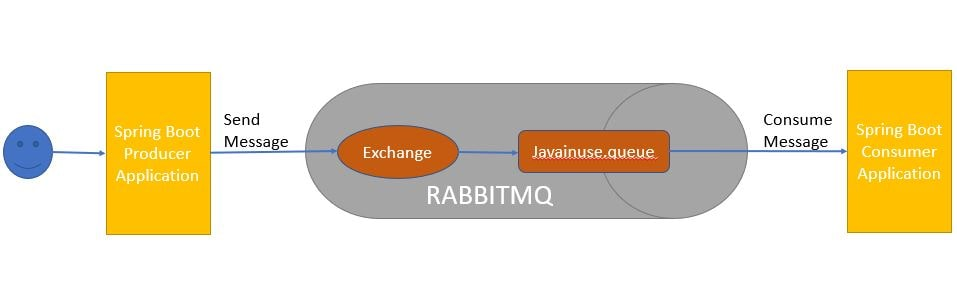 Spring Boot
Producer
Application
Send
Message
Exchange
Javainuse.queue
RABBITMQ
Consume
Message
Spring Boot
Consumer
Application